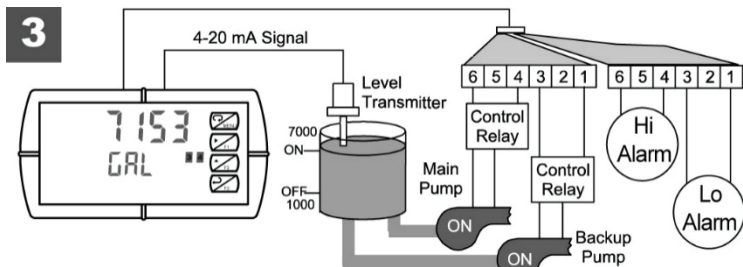 3
4-20 mA Signal
7153
GAL
Level
Transmitter
7000
ON
OFF
1000
6 5 4 3 2 1
6 5 4 3 2 1
Control
Relay
Control
Relay
Hi
Alarm
Lo
Alarm
Main
Pump
ON
Backup
Pump
ON